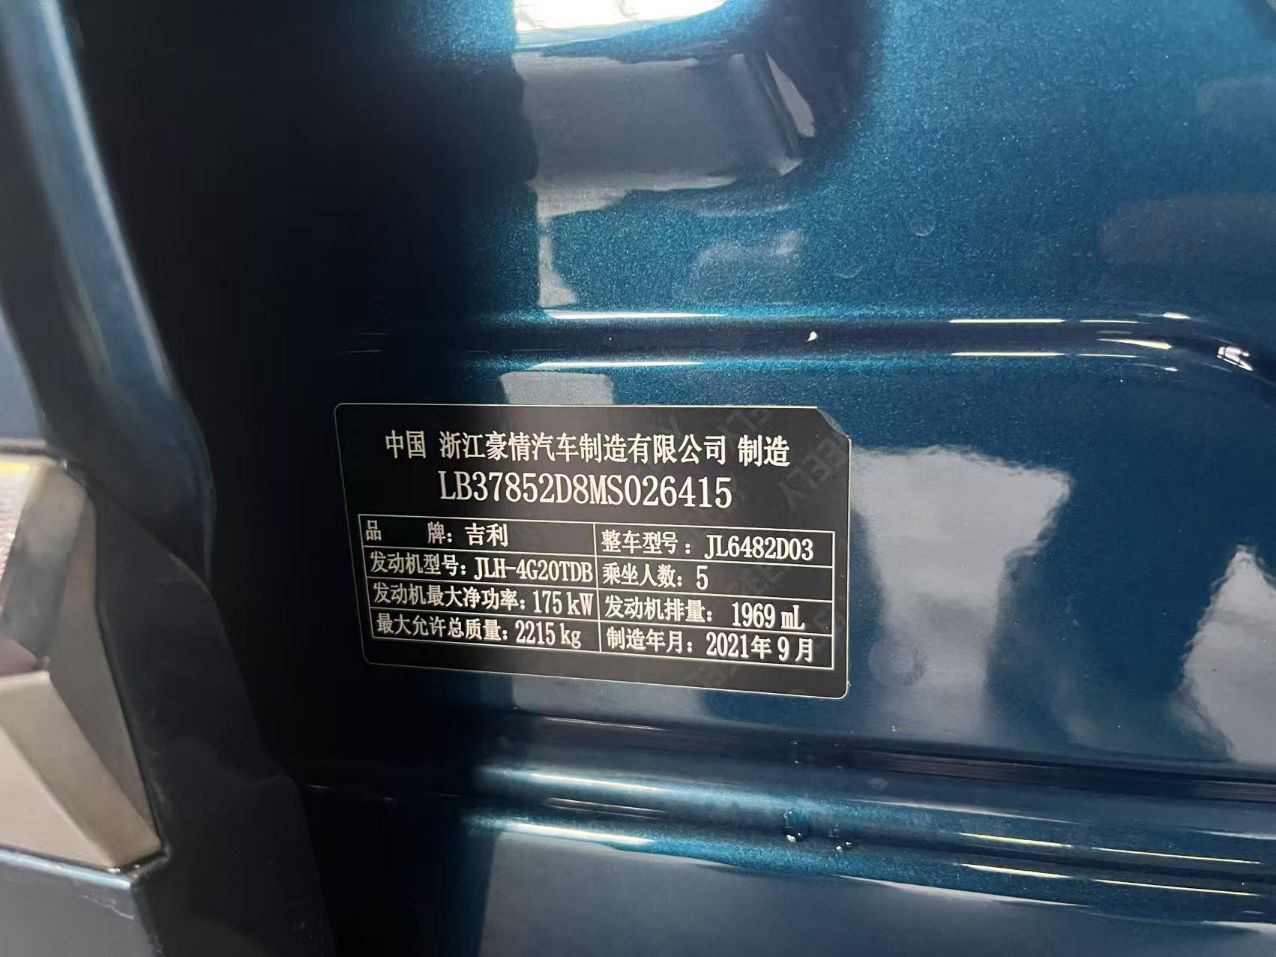 中国 浙江豪情汽车制造有限公司 制造
LB37852D8MS026415
品 牌: 吉利 整车型号: JL6482D03
发动机型号: JLH-4G20TDB 乘坐人数: 5
发动机最大净功率: 175 kW 发动机排量: 1969 mL
最大允许总质量: 2215 kg 制造年月: 2021年 9 月